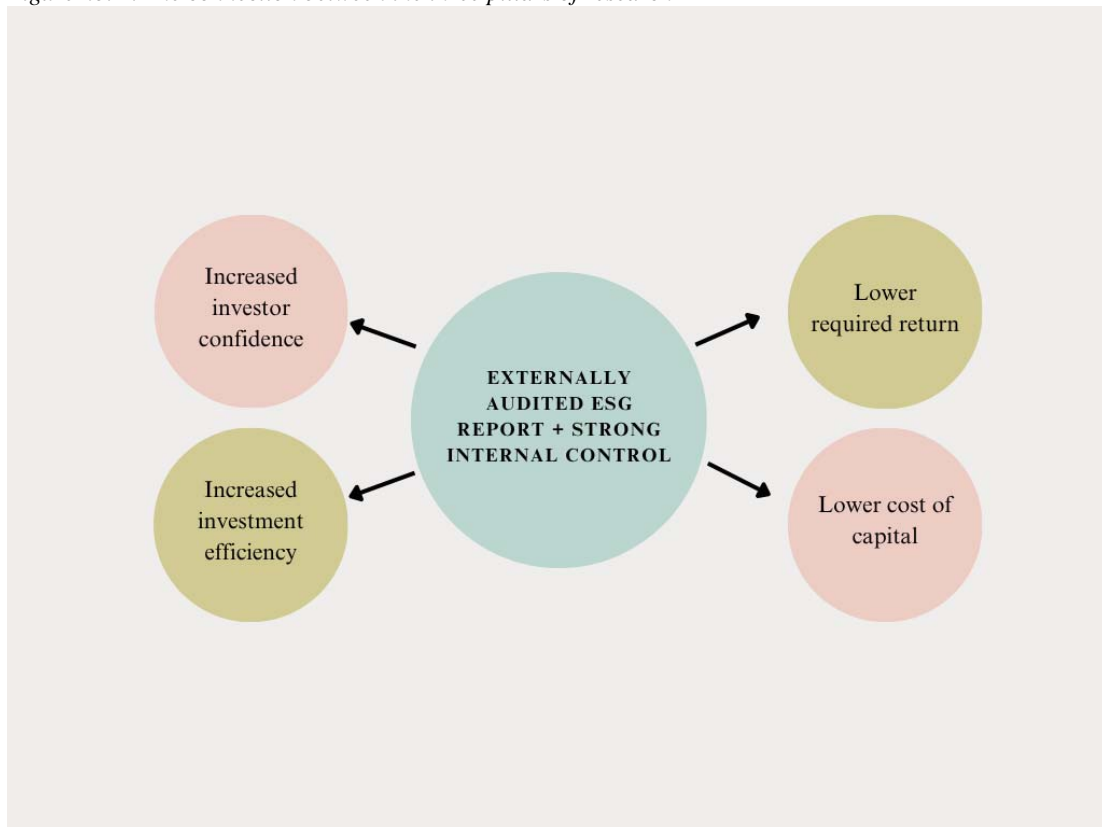 Increased
investor
confidence
Increased
investment
efficiency
EXTERNALLY
AUDITED ESG
REPORT + STRONG
INTERNAL CONTROL
Lower
required return
Lower cost of
capital